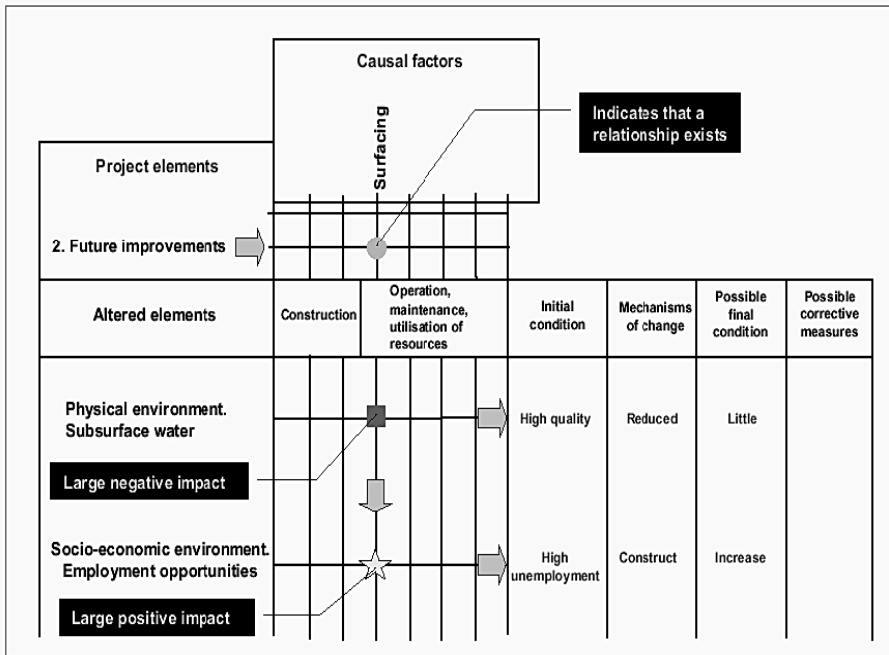 Causal factors
Surfacing
Indicates that a
relationship exists
Project elements
2. Future improvements
Altered elements
Construction
Operation,
maintenance,
utilisation of
resources
Initial
condition
Mechanisms
of change
Possible
final
condition
Possible
corrective
measures
Physical environment.
Subsurface water
High quality
Reduced
Little
Large negative impact
Socio-economic environment.
Employment opportunities
High
unemployment
Construct
Increase
Large positive impact